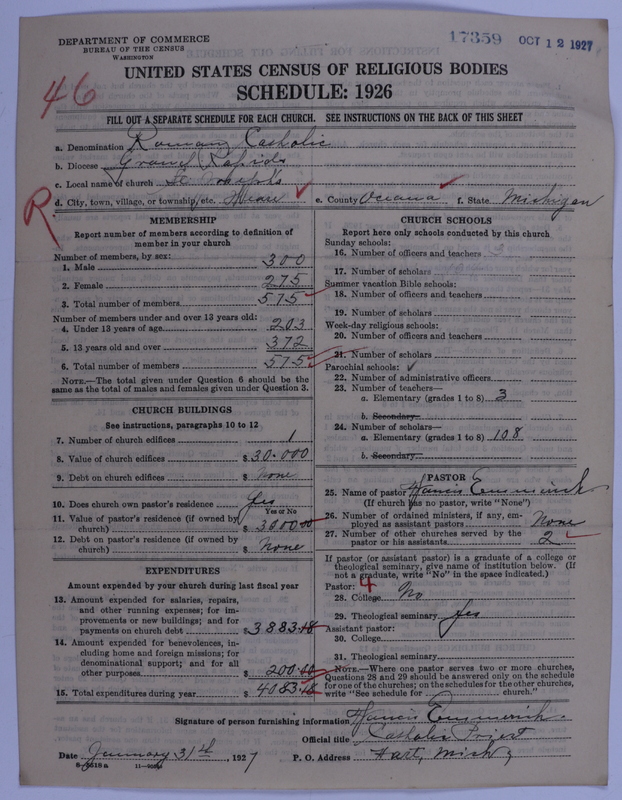 DEPARTMENT OF COMMERCE
BUREAU OF THE CENSUS
WASHINGTON
17359 OCT 12 1927
46
UNITED STATES CENSUS OF RELIGIOUS BODIES
SCHEDULE: 1926
FILL OUT A SEPARATE SCHEDULE FOR EACH CHURCH. SEE INSTRUCTIONS ON THE BACK OF THIS SHEET
a. Denomination Roman Catholic
b. Diocese Grand Rapids
c. Local name of church St. Joseph's
R
d. City, town, village, or township, etc. e. County Oceana f. State Michigan
MEMBERSHIP
Report number of members according to definition of
member in your church
Number of members, by sex:
1. Male 300
2. Female 275
3. Total number of members 575
Number of members under and over 13 years old:
4. Under 13 years of age 203
5. 13 years old and over 372
6. Total number of members 575
NOTE.—The total given under Question 6 should be the
same as the total of males and females given under Question 3.
CHURCH BUILDINGS
See instructions, paragraphs 10 to 12
7. Number of church edifices 1
8. Value of church edifices $30.000
9. Debt on church edifices $None
10. Does church own pastor's residence Yes
Yes or No
11. Value of pastor's residence (if owned by
church) $3000.00
12. Debt on pastor's residence (if owned by
church) $None
EXPENDITURES
Amount expended by your church during last fiscal year
13. Amount expended for salaries, repairs,
and other running expenses; for im-
provements or new buildings; and for
payments on church debt $3883.18
14. Amount expended for benevolences, in-
cluding home and foreign missions; for
denominational support; and for all
other purposes $200.00
15. Total expenditures during year $4083.18
CHURCH SCHOOLS
Report here only schools conducted by this church
Sunday schools:
16. Number of officers and teachers
17. Number of scholars
Summer vacation Bible schools:
18. Number of officers and teachers
19. Number of scholars
Week-day religious schools:
20. Number of officers and teachers
21. Number of scholars
Parochial schools: ✓
22. Number of administrative officers
23. Number of teachers—
a. Elementary (grades 1 to 8) 3
b. Secondary
24. Number of scholars—
a. Elementary (grades 1 to 8) 108
b. Secondary
PASTOR
25. Name of pastor Francis Emmerich
(If church has no pastor, write "None")
26. Number of ordained ministers, if any, em-
ployed as assistant pastors None
27. Number of other churches served by the
pastor or his assistants 2
If pastor (or assistant pastor) is a graduate of a college or
theological seminary, give name of institution below. (If
not a graduate, write "No" in the space indicated.)
Pastor: 4
28. College No
29. Theological seminary Yes
Assistant pastor:
30. College
31. Theological seminary
NOTE.—Where one pastor serves two or more churches,
Questions 28 and 29 should be answered only on the schedule
for one of the churches; on the schedules for the other churches,
write "See schedule for church."
Signature of person furnishing information Francis Emmerich
Official title Catholic Priest
Date January 31st, 1927 P. O. Address Hart, Mich
11—9051